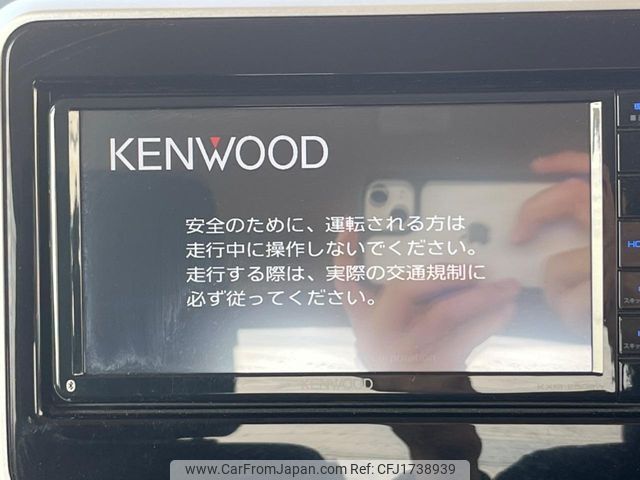 KENWOOD
安全のために、運転される方は
走行中に操作しないでください。
走行する際は、実際の交通規制に
必ず従ってください。
KENWOOD
www.CarFromJapan.com - Ref: CFJ1738939